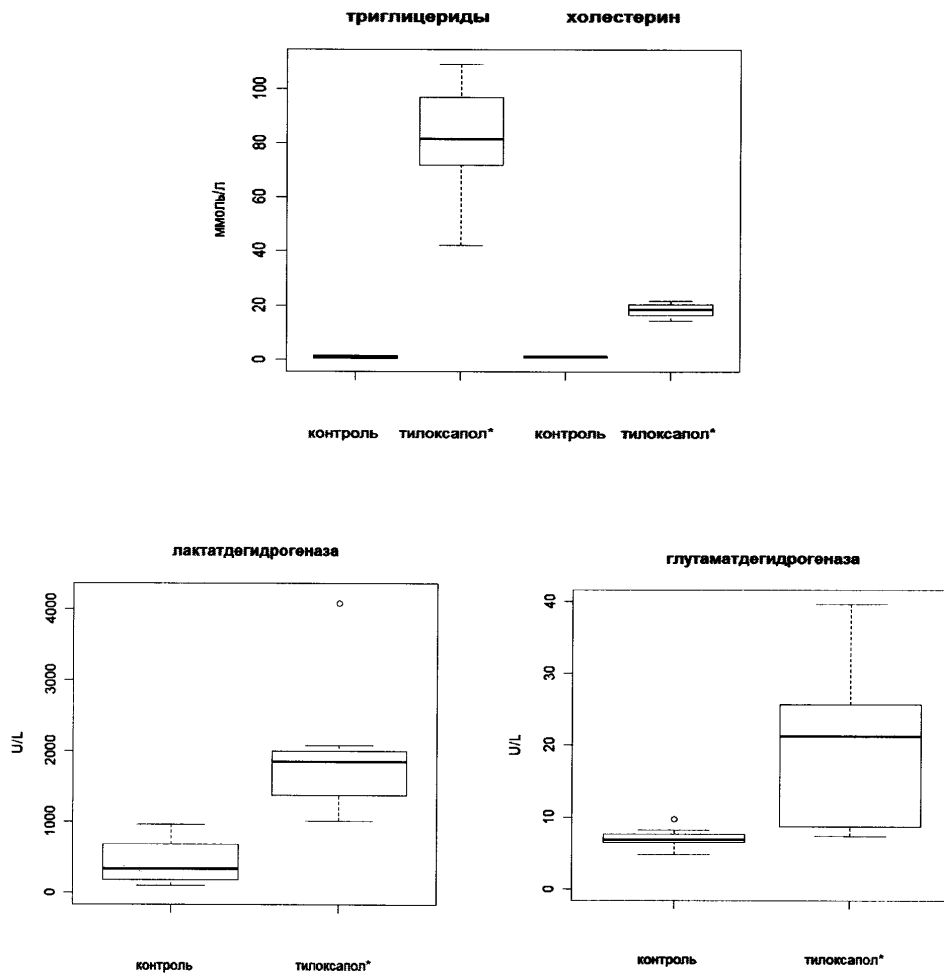 триглицериды холестерин
100
80
60
40
20
0
ммоль/л
контроль тилоксапол* контроль тилоксапол*
лактатдегидрогеназа
4000
3000
2000
1000
0
U/L
контроль тилоксапол*
глутаматдегидрогеназа
40
30
20
10
0
U/L
контроль тилоксапол*